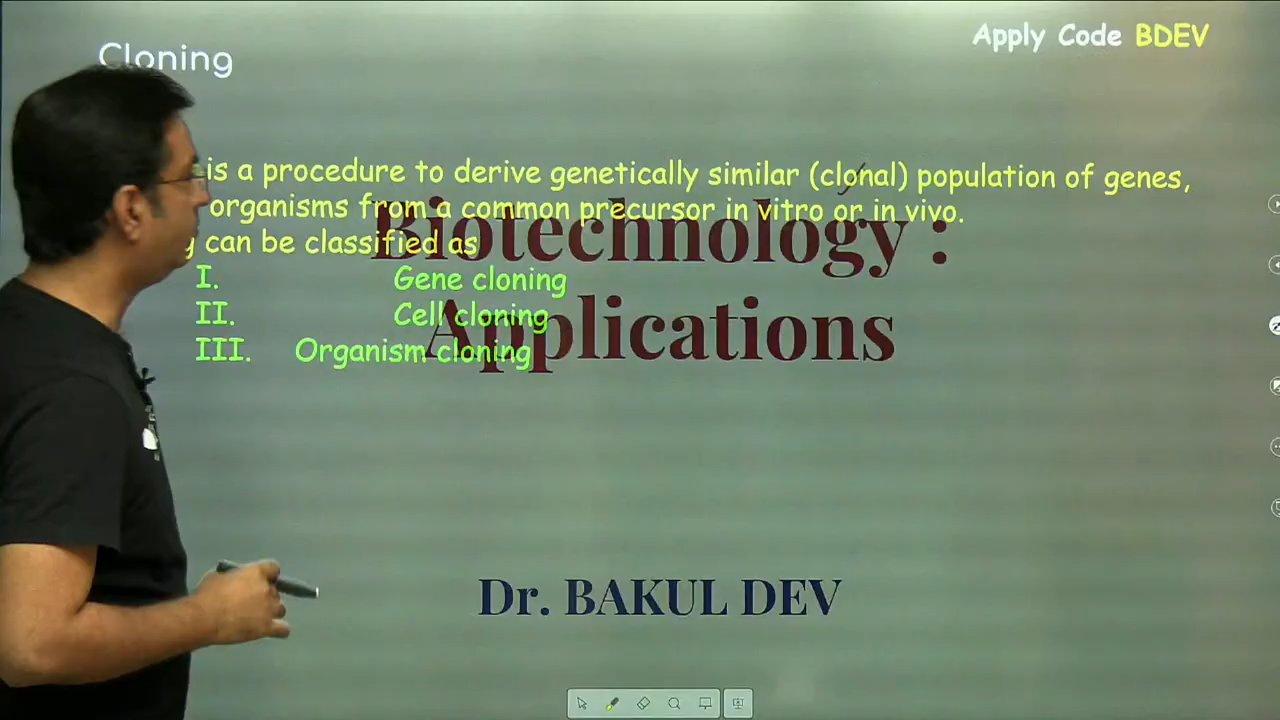 Cloning
Apply Code BDEV
is a procedure to derive genetically similar (clonal) population of genes,
organisms from a common precursor in vitro or in vivo.
y can be classified as
I. Gene cloning
II. Cell cloning
III. Organism cloning
Biotechnology :
Applications
Dr. BAKUL DEV